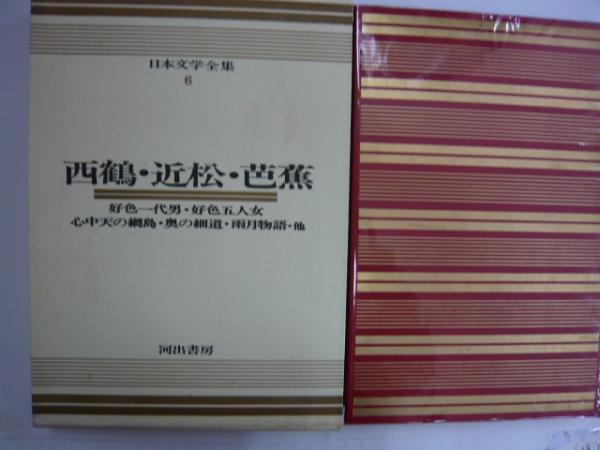 日本文学全集
6
西鶴・近松・芭蕉
好色一代男・好色五人女
心中天の網島・奥の細道・雨月物語・他
河出書房